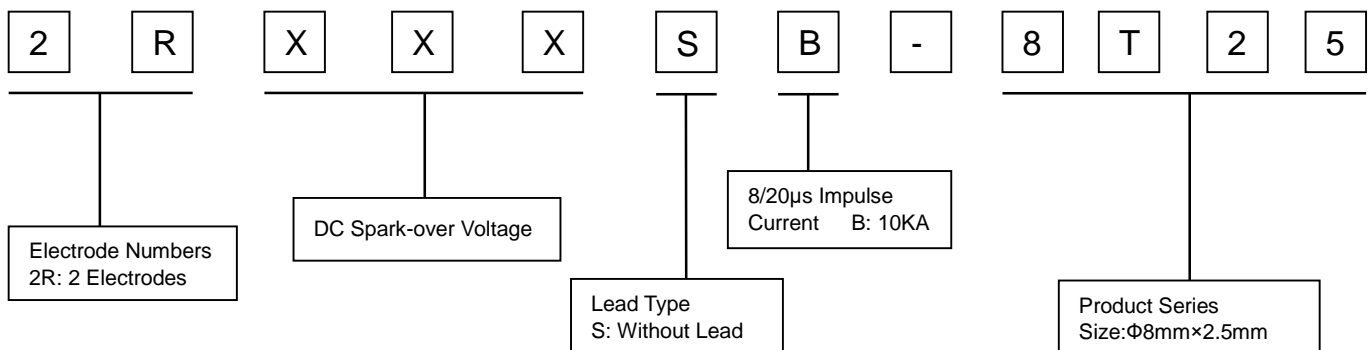 2 R X X X S B - 8 T 2 5
8/20μs Impulse
Current B: 10KA
DC Spark-over Voltage
Electrode Numbers
2R: 2 Electrodes
Lead Type
S: Without Lead
Product Series
Size:Φ8mm×2.5mm